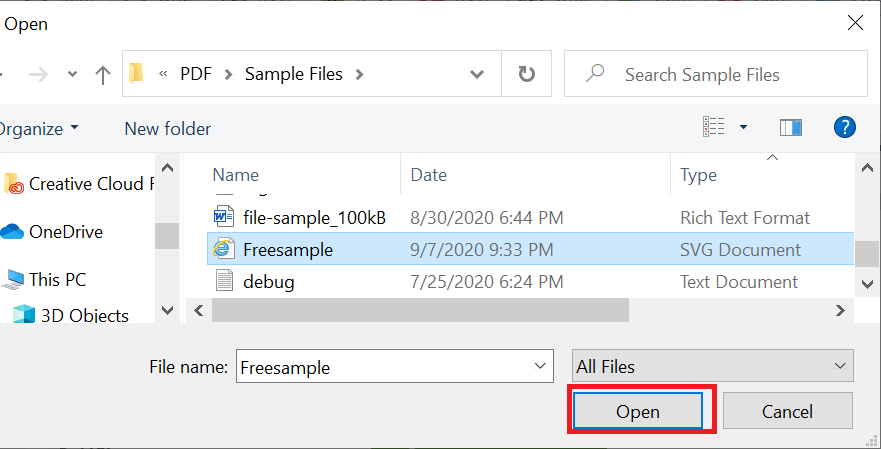 Open
« PDF > Sample Files >
Search Sample Files
Organize
New folder
Name
Date
Type
Creative Cloud F
OneDrive
This PC
3D Objects
file-sample_100kB 8/30/2020 6:44 PM Rich Text Format
Freesample 9/7/2020 9:33 PM SVG Document
debug 7/25/2020 6:24 PM Text Document
File name: Freesample
All Files
Open
Cancel